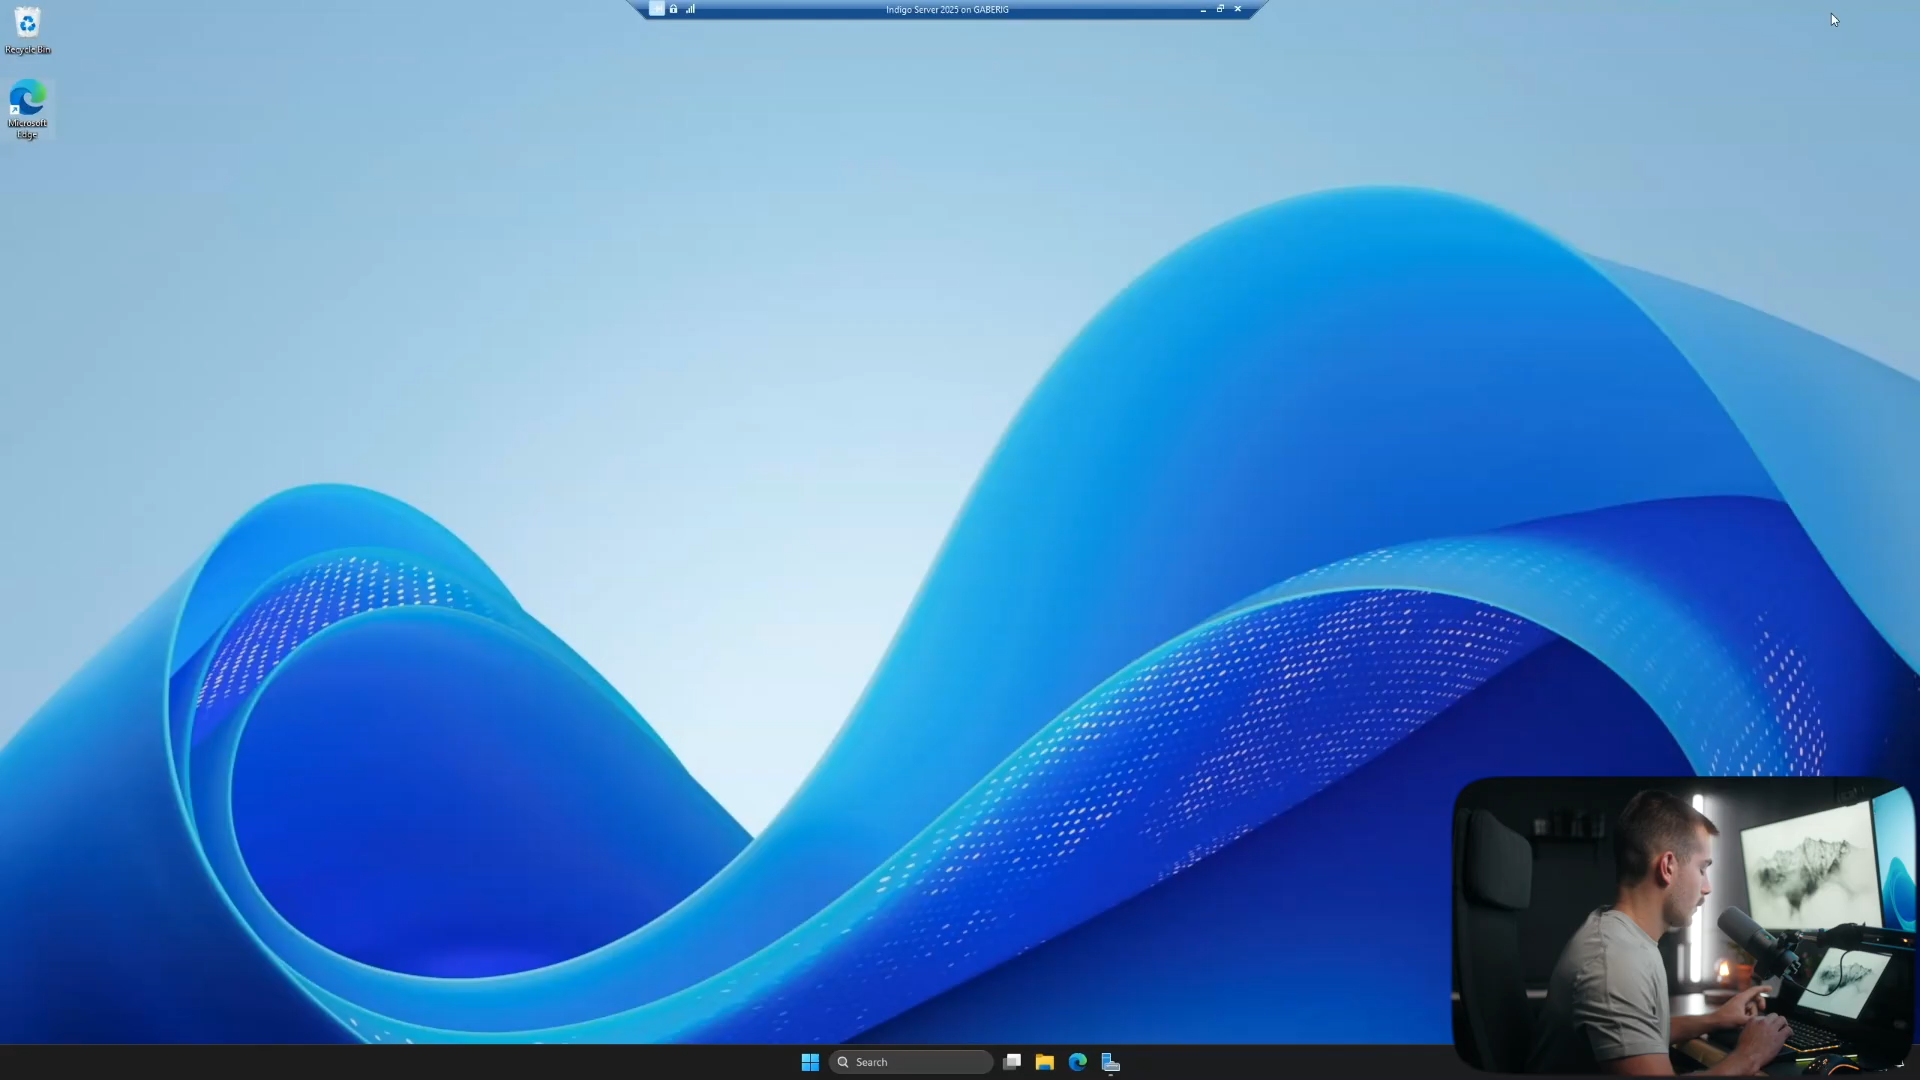 Indigo Server 2025 on GABERIG
Recycle Bin
Microsoft
Edge
Search